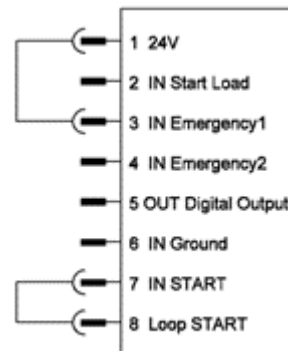 1 24V
2 IN Start Load
3 IN Emergency1
4 IN Emergency2
5 OUT Digital Output
6 IN Ground
7 IN START
8 Loop START